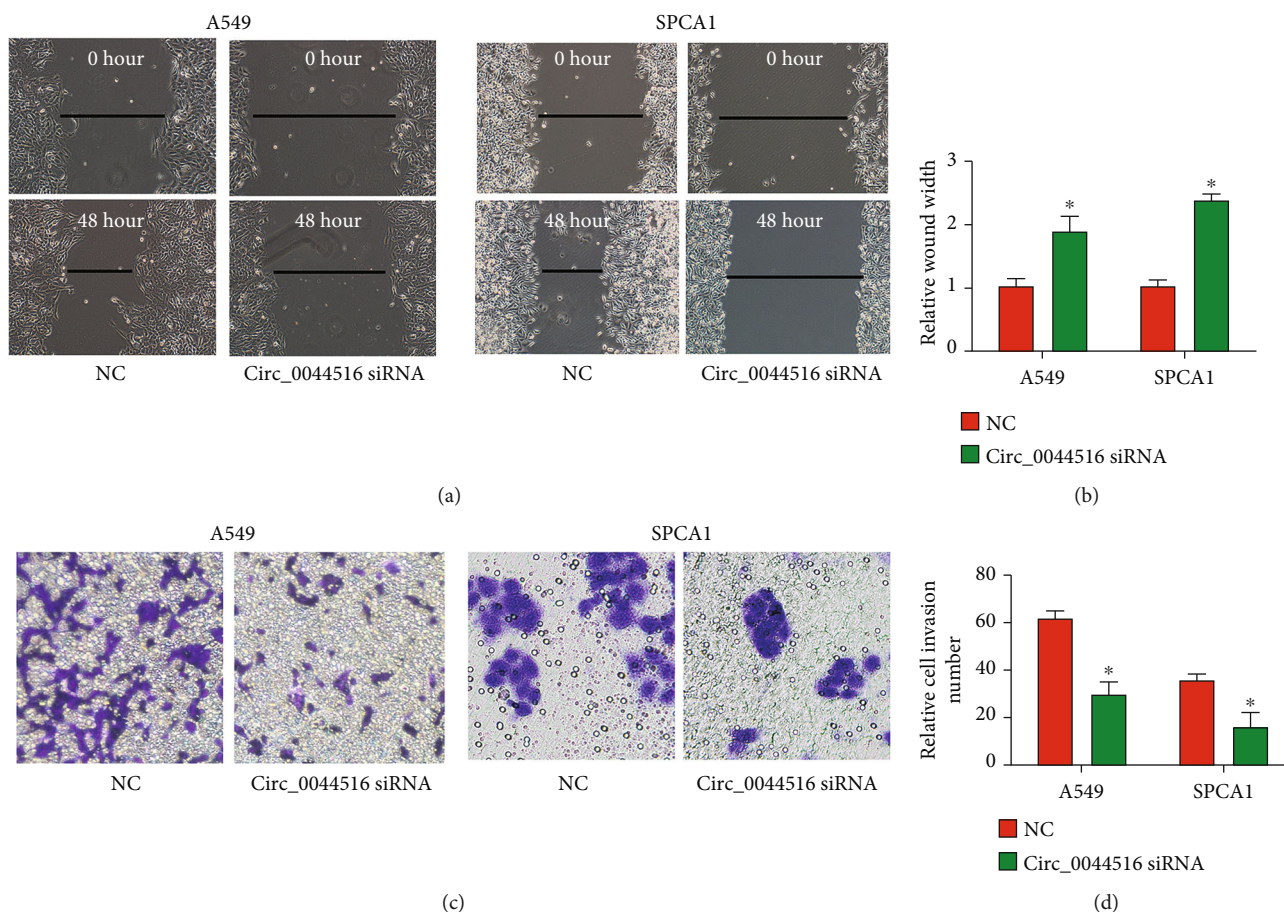 A549
SPCA1
0 hour
0 hour
0 hour
0 hour
48 hour
48 hour
48 hour
48 hour
NC
Circ_0044516 siRNA
NC
Circ_0044516 siRNA
(a)
Relative wound width
3
2
1
0
*
*
A549
SPCA1
NC
Circ_0044516 siRNA
(b)
A549
SPCA1
NC
Circ_0044516 siRNA
NC
Circ_0044516 siRNA
(c)
Relative cell invasion
number
80
60
40
20
0
*
*
A549
SPCA1
NC
Circ_0044516 siRNA
(d)